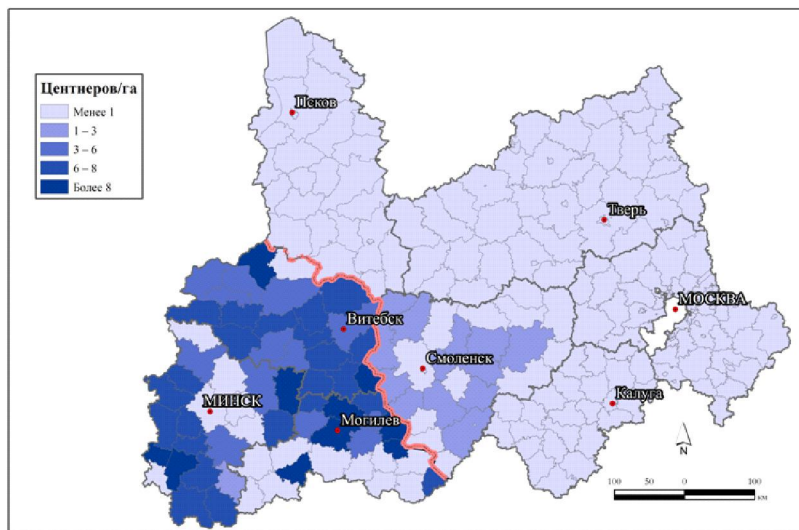 Центнеров/га
Менее 1
1 – 3
3 – 6
6 – 8
Более 8
Псков
Тверь
МОСКВА
Витебск
Смоленск
МИНСК
Могилев
Калуга
N
100 50 0 100 200
км